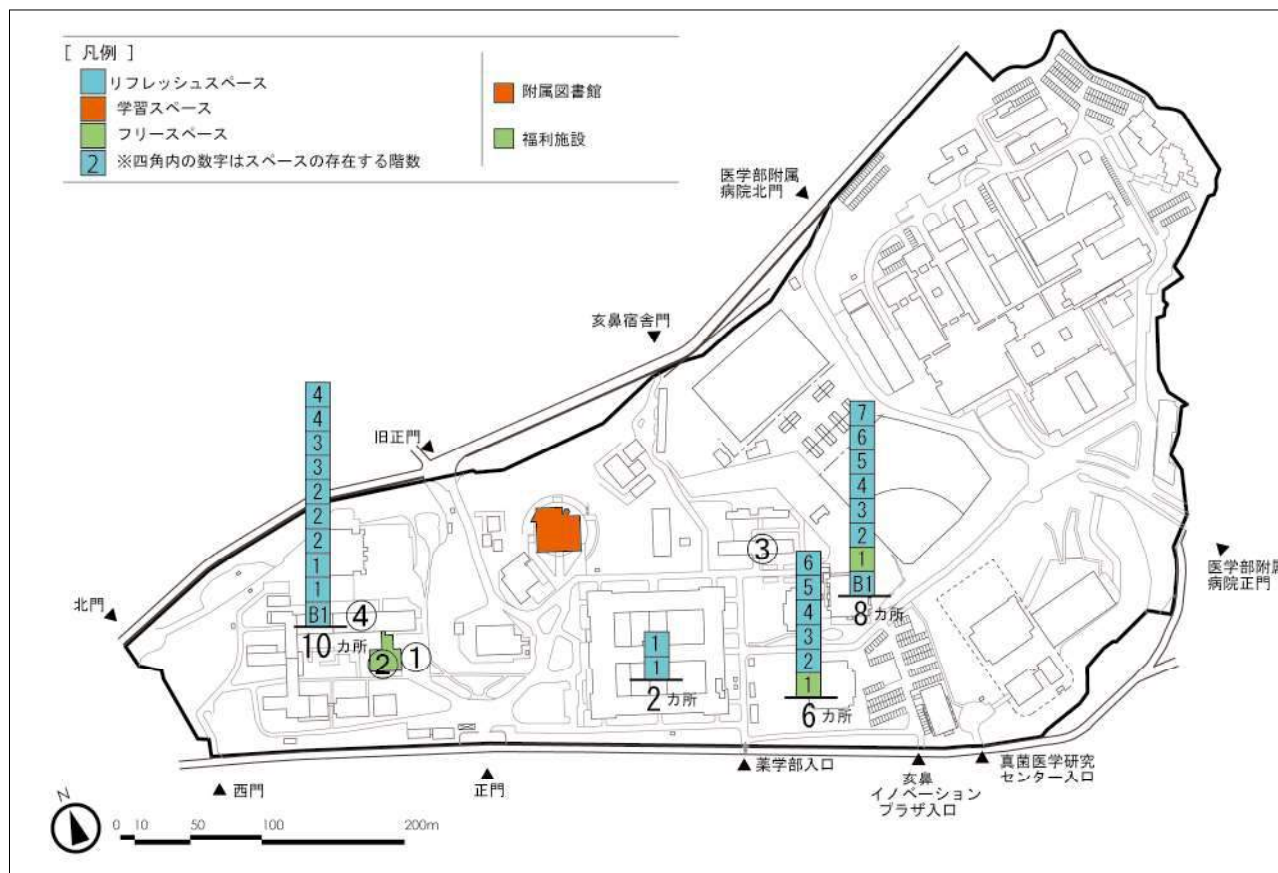 [ 凡例 ]
リフレッシュスペース
学習スペース
フリースペース
2 ※四角内の数字はスペースの存在する階数
附属図書館
福利施設
医学部附属
病院北門
亥鼻宿舎門
旧正門
北門
4
4
3
3
2
2
2
1
1
B1
10 カ所
④
①
②
1
1
2 カ所
③
6
5
4
3
2
1
6 カ所
7
6
5
4
3
2
1
B1
8 カ所
医学部附属
病院正門
西門
正門
薬学部入口
亥鼻
イノベーション
プラザ入口
真菌医学研究
センター入口
N
0 10 50 100 200m